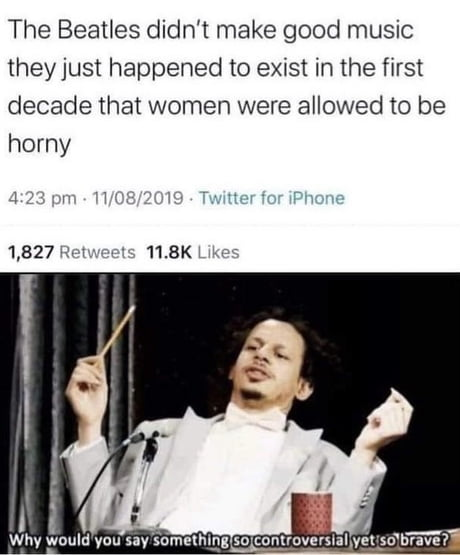 The Beatles didn't make good music
they just happened to exist in the first
decade that women were allowed to be
horny
4:23 pm · 11/08/2019 · Twitter for iPhone
1,827 Retweets 11.8K Likes
Why would you say something so controversial yet so brave?